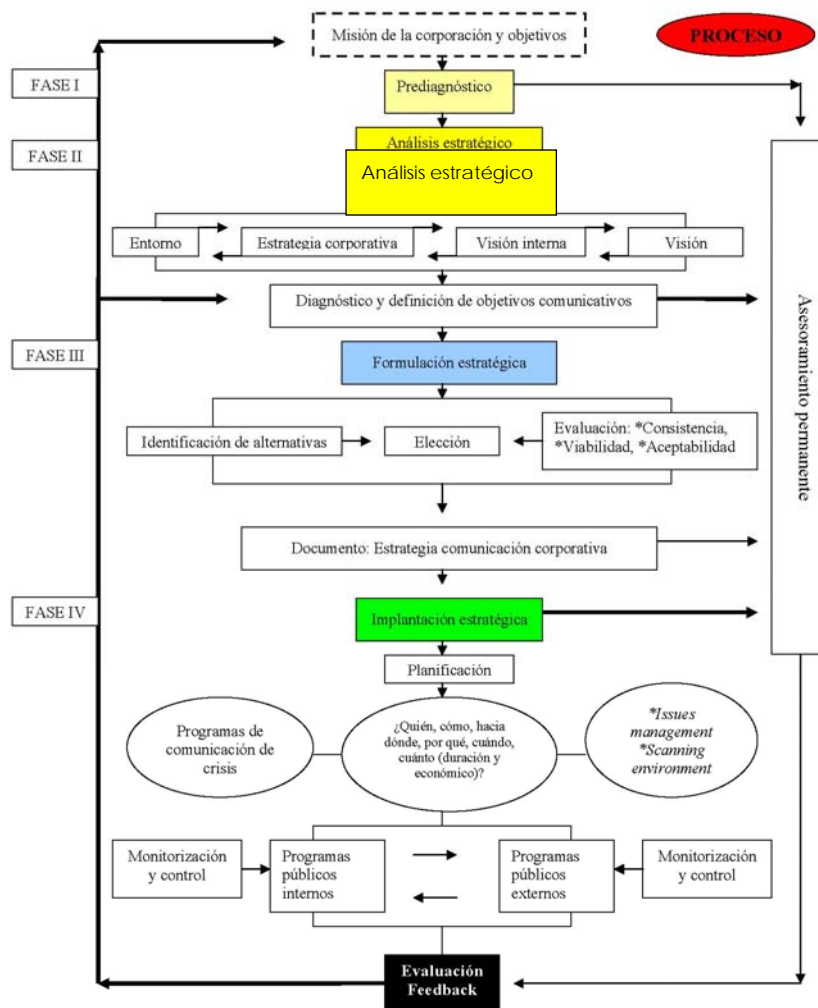 Misión de la corporación y objetivos
PROCESO
FASE I
Prediagnóstico
FASE II
Análisis estratégico
Análisis estratégico
Entorno
Estrategia corporativa
Visión interna
Visión
Diagnóstico y definición de objetivos comunicativos
Asesoramiento permanente
FASE III
Formulación estratégica
Identificación de alternativas
Elección
Evaluación: *Consistencia,
*Viabilidad, *Aceptabilidad
Documento: Estrategia comunicación corporativa
FASE IV
Implantación estratégica
Planificación
Programas de
comunicación de
crisis
¿Quién, cómo, hacia
dónde, por qué, cuándo,
cuánto (duración y
económico)?
*Issues
management
*Scanning
environment
Monitorización
y control
Programas
públicos
internos
Programas
públicos
externos
Monitorización
y control
Evaluación
Feedback